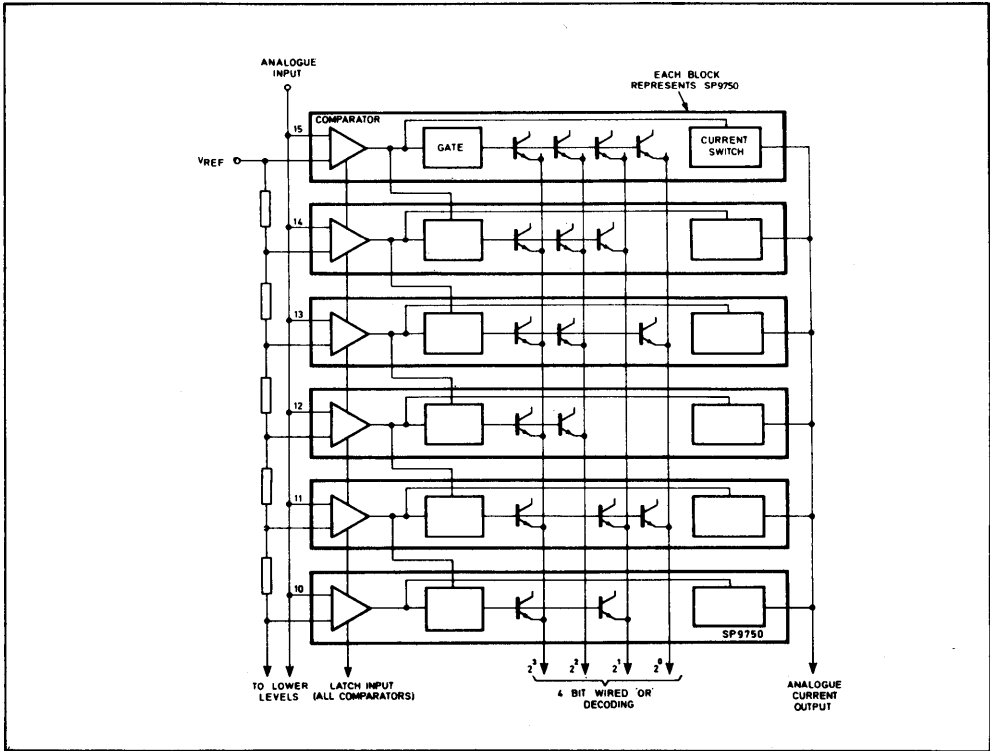 ANALOGUE
INPUT
EACH BLOCK
REPRESENTS SP9750
COMPARATOR
15
VREF
GATE
CURRENT
SWITCH
14
13
12
11
10
SP9750
2³ 2² 2¹ 2⁰
TO LOWER
LEVELS
LATCH INPUT
(ALL COMPARATORS)
4 BIT WIRED 'OR'
DECODING
ANALOGUE
CURRENT
OUTPUT